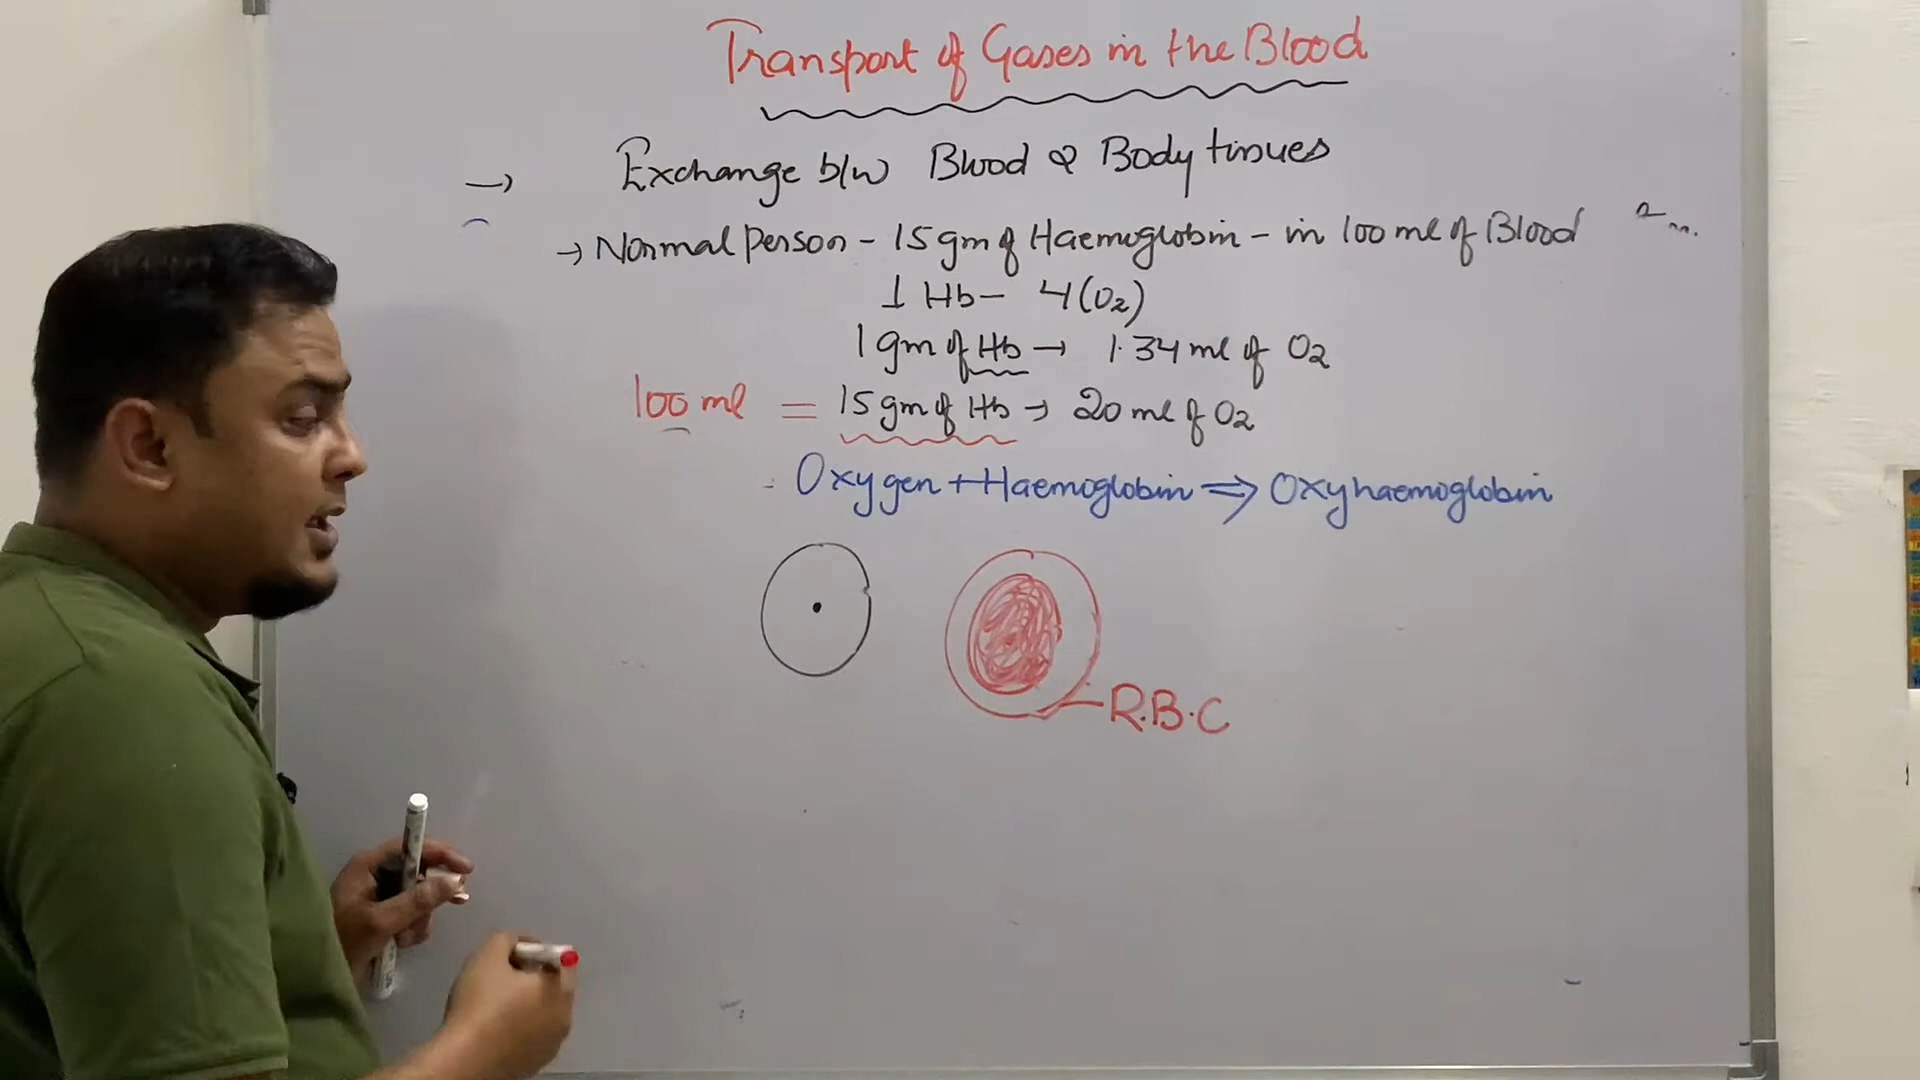 Transport of Gases in the Blood
→ Exchange b/w Blood & Body tissues
→ Normal Person - 15 gm of Haemoglobin - in 100 ml of Blood
1 Hb - 4(O2)
1 gm of Hb → 1.34 ml of O2
100 ml = 15 gm of Hb → 20 ml of O2
Oxygen + Haemoglobin ⇒ Oxyhaemoglobin
R.B.C